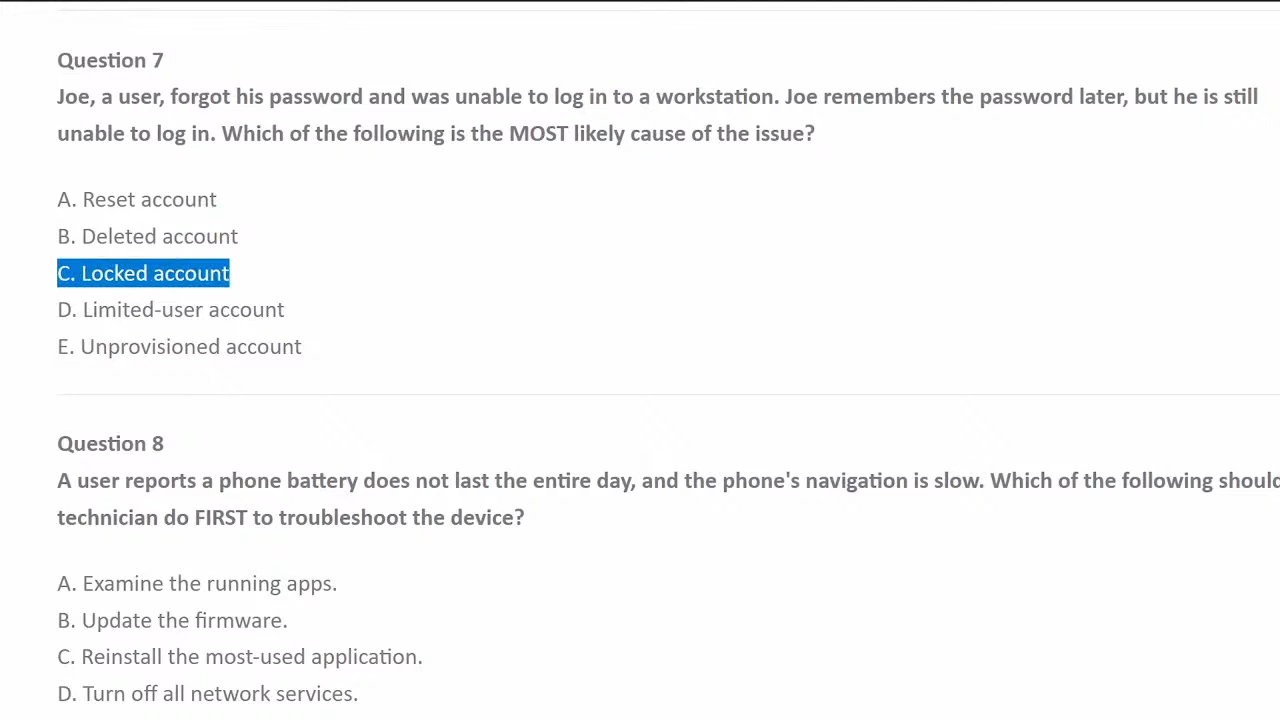 Question 7
Joe, a user, forgot his password and was unable to log in to a workstation. Joe remembers the password later, but he is still
unable to log in. Which of the following is the MOST likely cause of the issue?
A. Reset account
B. Deleted account
C. Locked account
D. Limited-user account
E. Unprovisioned account
Question 8
A user reports a phone battery does not last the entire day, and the phone's navigation is slow. Which of the following should
technician do FIRST to troubleshoot the device?
A. Examine the running apps.
B. Update the firmware.
C. Reinstall the most-used application.
D. Turn off all network services.